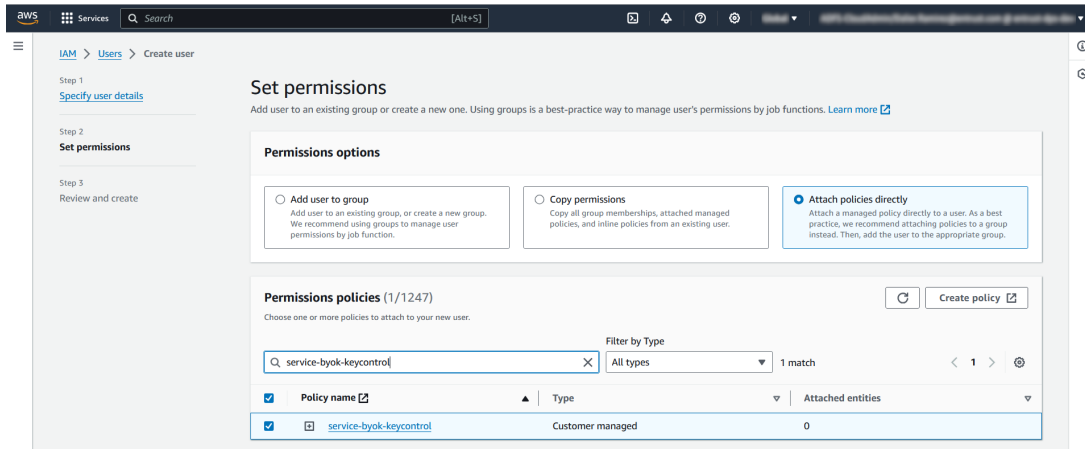 aws Services Search [Alt+S]
IAM > Users > Create user
Step 1
Specify user details
Step 2
Set permissions
Step 3
Review and create
Set permissions
Add user to an existing group or create a new one. Using groups is a best-practice way to manage user's permissions by job functions. Learn more
Permissions options
Add user to group
Add user to an existing group, or create a new group.
We recommend using groups to manage user
permissions by job function.
Copy permissions
Copy all group memberships, attached managed
policies, and inline policies from an existing user.
Attach policies directly
Attach a managed policy directly to a user. As a best
practice, we recommend attaching policies to a group
instead. Then, add the user to the appropriate group.
Permissions policies (1/1247)
Choose one or more policies to attach to your new user.
Create policy
Filter by Type
service-byok-keycontrol
All types
1 match
< 1 >
Policy name Type Attached entities
service-byok-keycontrol Customer managed 0